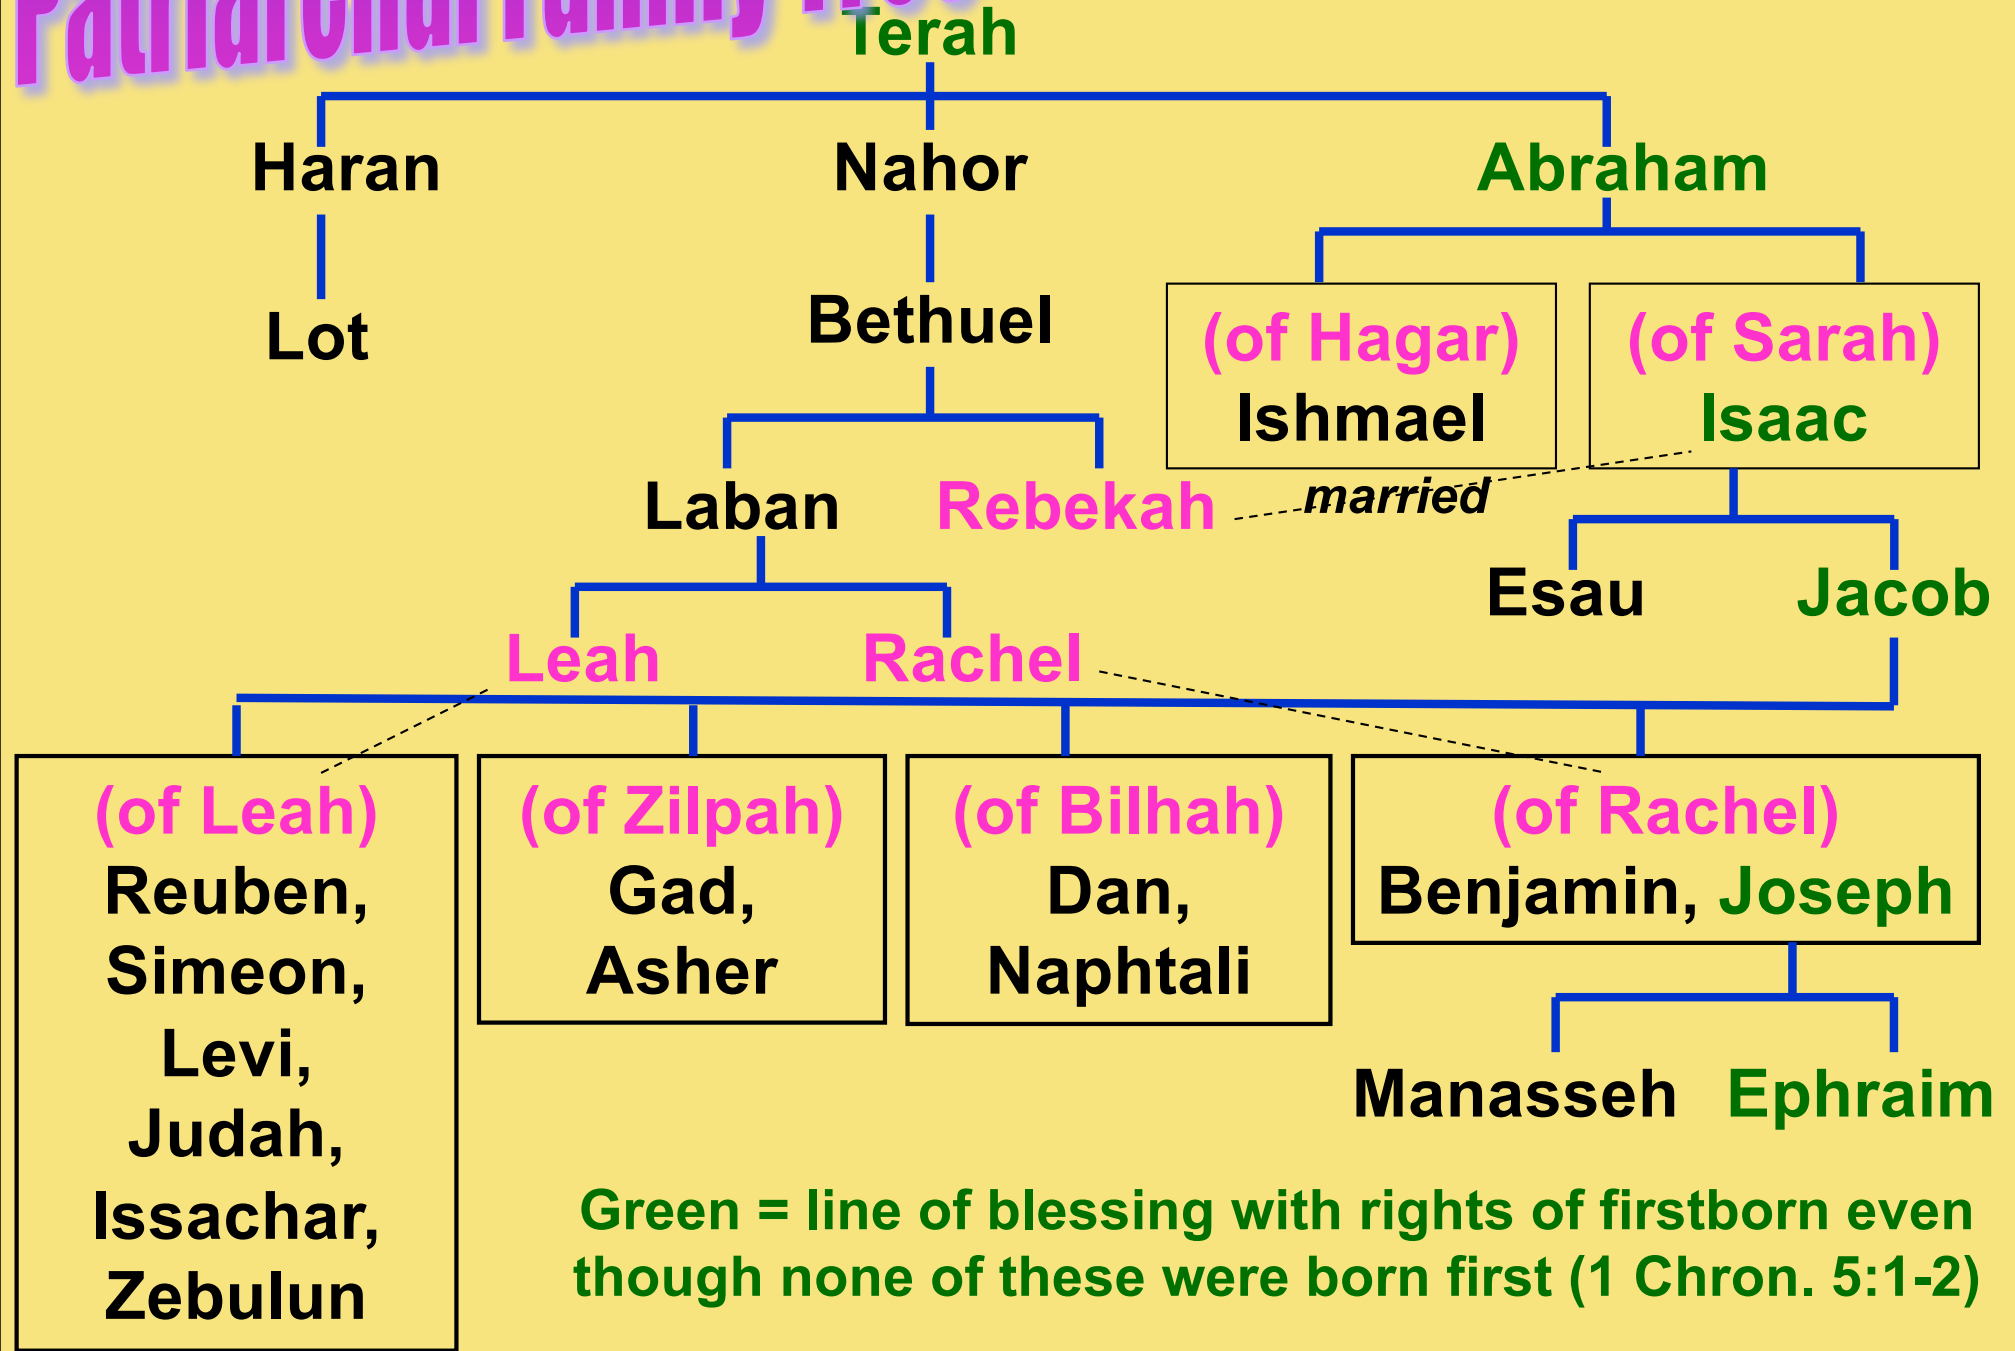 Patriarchal Family Tree
Terah
Haran Nahor Abraham
Lot Bethuel (of Hagar) (of Sarah)
Ishmael Isaac
married
Laban Rebekah
Esau Jacob
Leah Rachel
(of Leah) (of Zilpah) (of Bilhah) (of Rachel)
Reuben, Gad, Dan, Benjamin, Joseph
Simeon, Asher Naphtali
Levi,
Manasseh Ephraim
Judah,
Issachar,
Zebulun
Green = line of blessing with rights of firstborn even
though none of these were born first (1 Chron. 5:1-2)